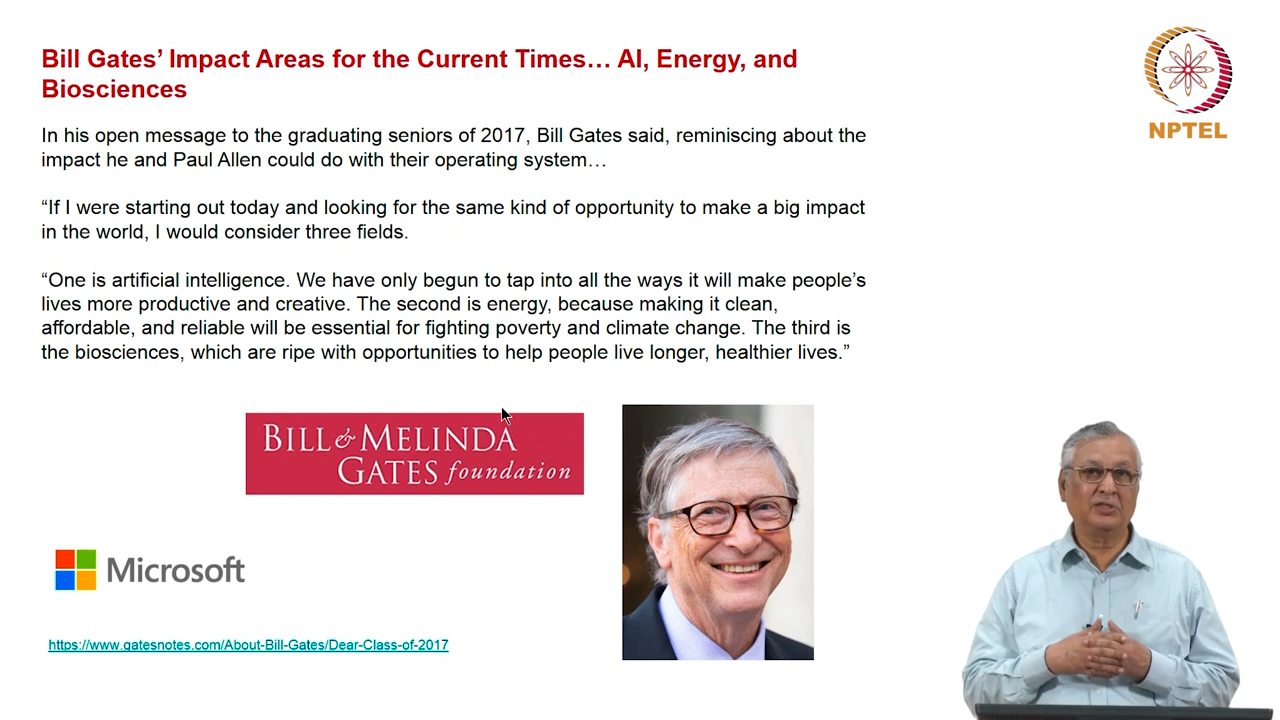 Bill Gates’ Impact Areas for the Current Times… AI, Energy, and
Biosciences
NPTEL
In his open message to the graduating seniors of 2017, Bill Gates said, reminiscing about the
impact he and Paul Allen could do with their operating system…
“If I were starting out today and looking for the same kind of opportunity to make a big impact
in the world, I would consider three fields.
“One is artificial intelligence. We have only begun to tap into all the ways it will make people’s
lives more productive and creative. The second is energy, because making it clean,
affordable, and reliable will be essential for fighting poverty and climate change. The third is
the biosciences, which are ripe with opportunities to help people live longer, healthier lives.”
BILL & MELINDA
GATES foundation
Microsoft
https://www.gatesnotes.com/About-Bill-Gates/Dear-Class-of-2017